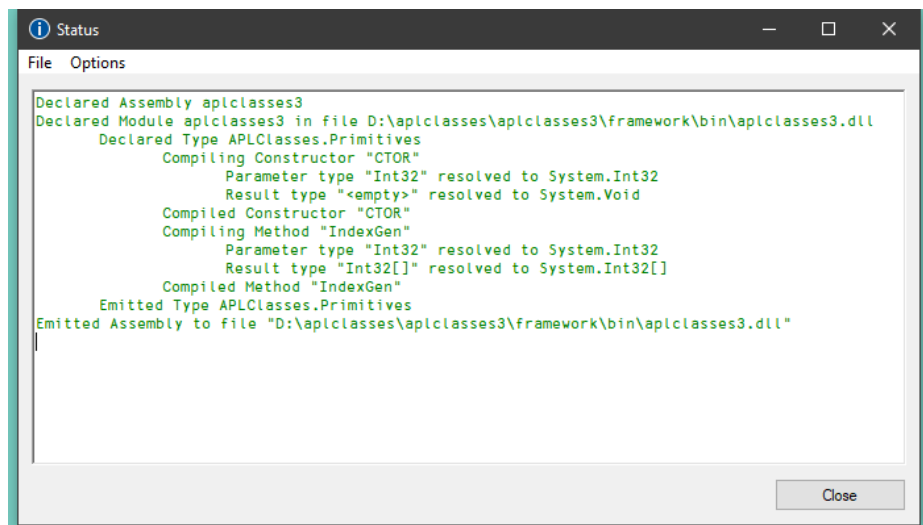 Status
File Options
Declared Assembly aplclasses3
Declared Module aplclasses3 in file D:\aplclasses\aplclasses3\framework\bin\aplclasses3.dll
Declared Type APLClasses.Primitives
Compiling Constructor "CTOR"
Parameter type "Int32" resolved to System.Int32
Result type "<empty>" resolved to System.Void
Compiled Constructor "CTOR"
Compiling Method "IndexGen"
Parameter type "Int32" resolved to System.Int32
Result type "Int32[]" resolved to System.Int32[]
Compiled Method "IndexGen"
Emitted Type APLClasses.Primitives
Emitted Assembly to file "D:\aplclasses\aplclasses3\framework\bin\aplclasses3.dll"
Close